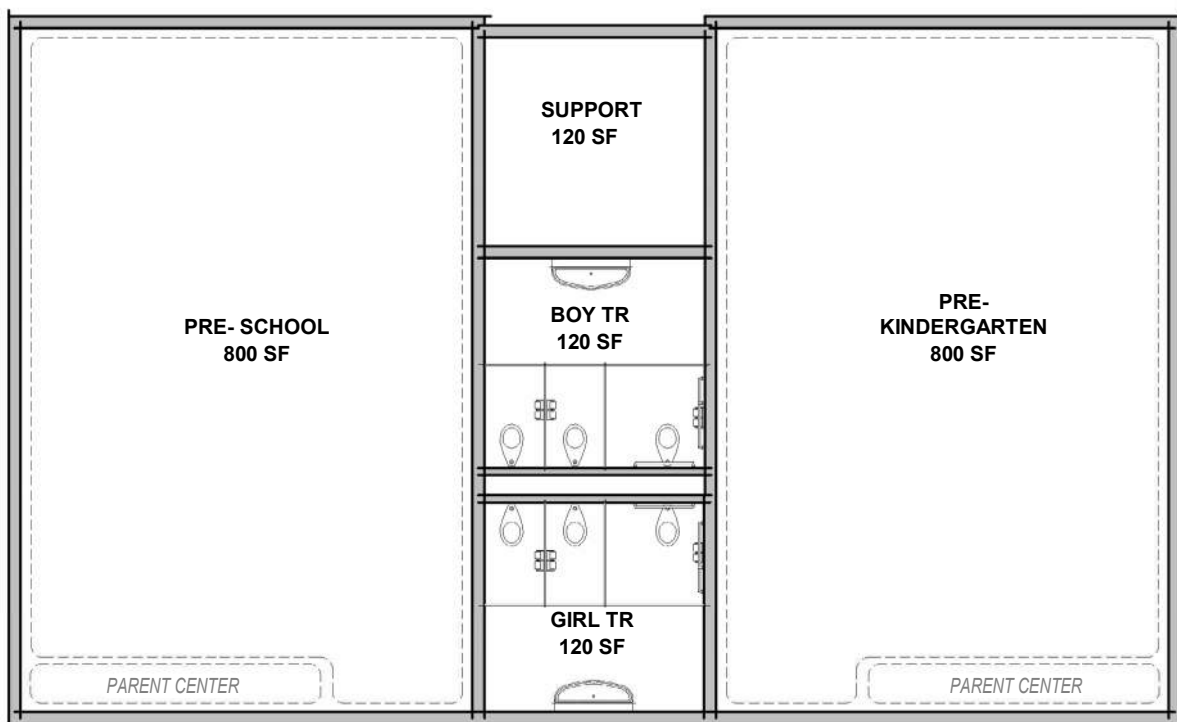 SUPPORT
120 SF
BOY TR
120 SF
PRE- SCHOOL
800 SF
PRE-
KINDERGARTEN
800 SF
GIRL TR
120 SF
PARENT CENTER
PARENT CENTER